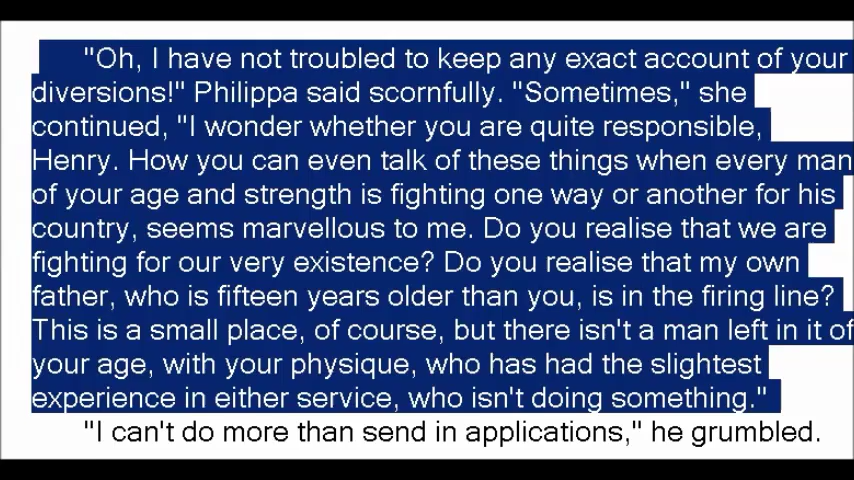 "Oh, I have not troubled to keep any exact account of your
diversions!" Philippa said scornfully. "Sometimes," she
continued, "I wonder whether you are quite responsible,
Henry. How you can even talk of these things when every man
of your age and strength is fighting one way or another for his
country, seems marvellous to me. Do you realise that we are
fighting for our very existence? Do you realise that my own
father, who is fifteen years older than you, is in the firing line?
This is a small place, of course, but there isn't a man left in it of
your age, with your physique, who has had the slightest
experience in either service, who isn't doing something."
"I can't do more than send in applications," he grumbled.